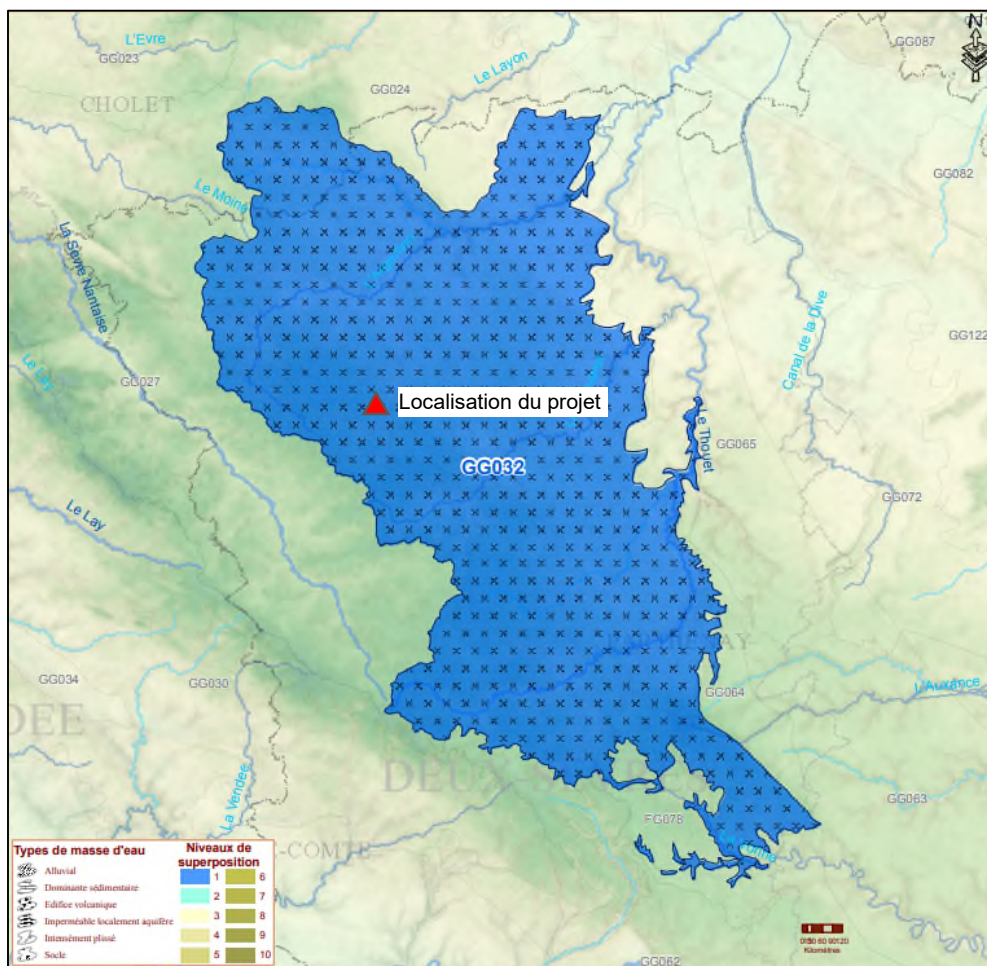 N
L'Evre
GG023
GG087
Le Layon
GG024
CHOLET
GG082
Le Moine
La Sèvre Nantaise
Canal de la Dive
GG122
Le Lay
GG027
Localisation du projet
Le Thouet
GG065
GG032
GG072
Le Lay
GG034
GG030
GG064
L'Auxance
DEE
La Vendée
DEUX-S
GG063
FG078
-COMTE
GG062
Types de masse d'eau
Alluvial
Dominante sédimentaire
Edifice volcanique
Imperméable localement aquifère
Intensément plissé
Socle
Niveaux de
superposition
1 6
2 7
3 8
4 9
5 10
Kilomètres